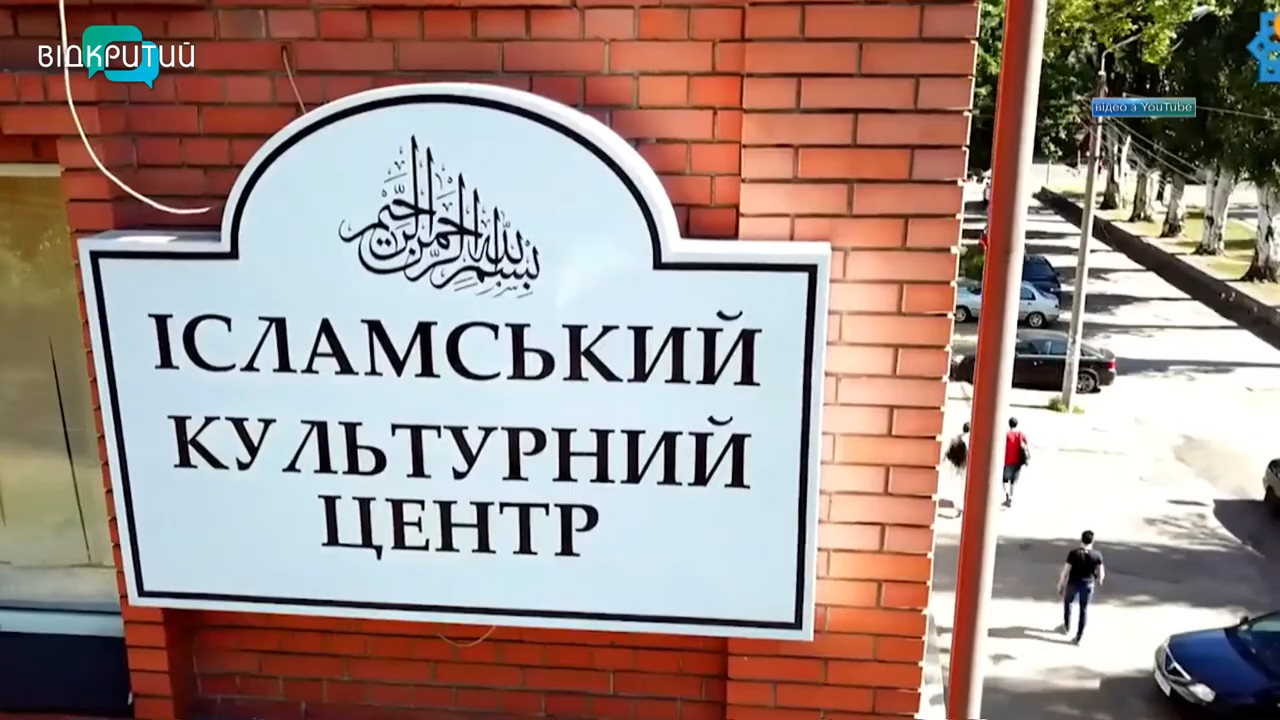 ВІДКРИТИЙ
відео з YouTube
بسم الله الرحمن الرحيم
ІСЛАМСЬКИЙ
КУЛЬТУРНИЙ
ЦЕНТР